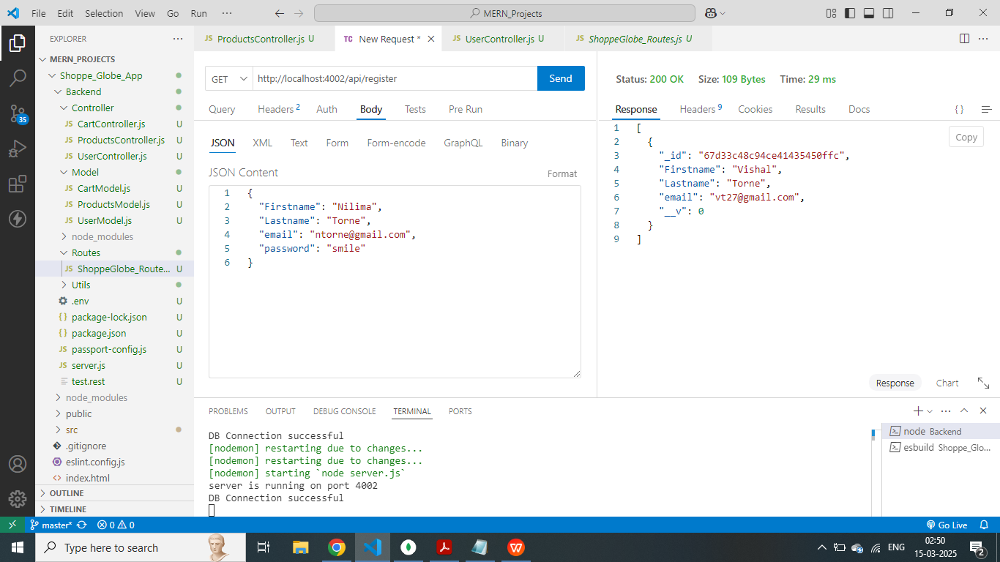 File Edit Selection View Go Run ··· MERN_Projects
EXPLORER ···
MERN_PROJECTS
Shoppe_Globe_App
Backend
Controller
JS CartController.js U
JS ProductsController.js U
JS UserController.js U
Model
JS CartModel.js U
JS ProductsModel.js U
JS UserModel.js U
node_modules
Routes
JS ShoppeGlobe_Route... U
Utils
.env U
{} package-lock.json U
{} package.json U
JS passport-config.js U
JS server.js U
test.rest U
node_modules
public
src
.gitignore
eslint.config.js
<> index.html
OUTLINE
TIMELINE
35
JS ProductsController.js U TC New Request * JS UserController.js U JS ShoppeGlobe_Routes.js U ···
GET http://localhost:4002/api/register Send
Query Headers 2 Auth Body Tests Pre Run
JSON XML Text Form Form-encode GraphQL Binary
JSON Content Format
1 {
2 "Firstname": "Nilima",
3 "Lastname": "Torne",
4 "email": "ntorne@gmail.com",
5 "password": "smile"
6 }
Status: 200 OK Size: 109 Bytes Time: 29 ms
Response Headers 9 Cookies Results Docs {}
Copy
1 [
2 {
3 "_id": "67d33c48c94ce41435450ffc",
4 "Firstname": "Vishal",
5 "Lastname": "Torne",
6 "email": "vt27@gmail.com",
7 "__v": 0
8 }
9 ]
Response Chart
PROBLEMS OUTPUT DEBUG CONSOLE TERMINAL PORTS ···
DB Connection successful
[nodemon] restarting due to changes...
[nodemon] restarting due to changes...
[nodemon] starting `node server.js`
server is running on port 4002
DB Connection successful
node Backend
esbuild Shoppe_Glo...
master* 0 0 Go Live
Type here to search
ENG
02:50
15-03-2025
2